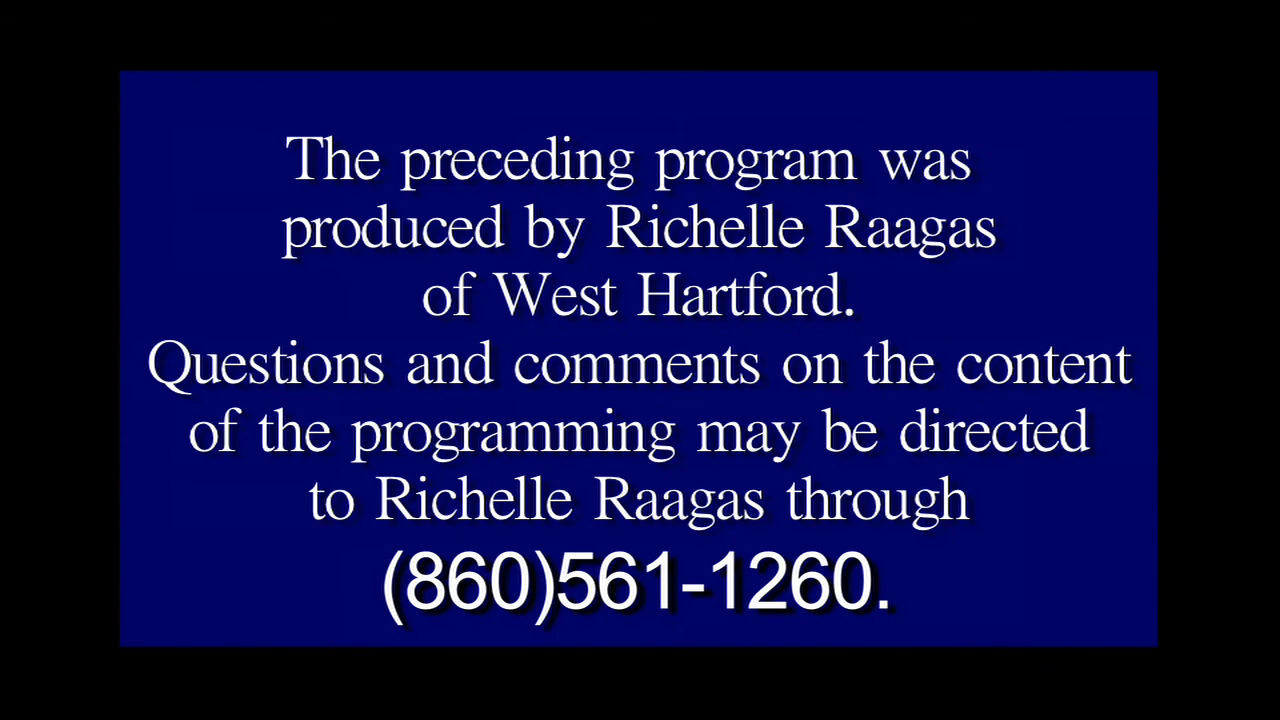 The preceding program was
produced by Richelle Raagas
of West Hartford.
Questions and comments on the content
of the programming may be directed
to Richelle Raagas through
(860)561-1260.